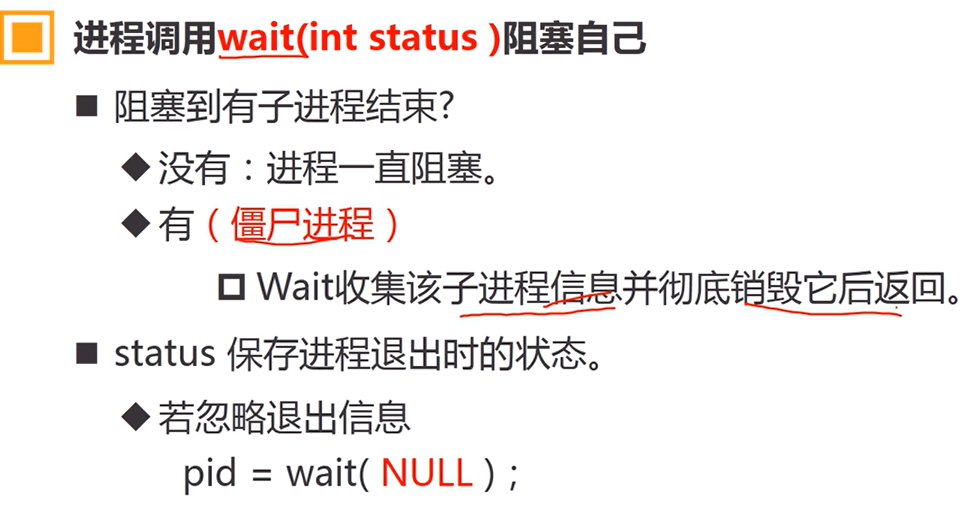 进程调用wait(int status )阻塞自己
阻塞到有子进程结束?
没有：进程一直阻塞。
有（僵尸进程）
Wait收集该子进程信息并彻底销毁它后返回。
status 保存进程退出时的状态。
若忽略退出信息
pid = wait( NULL ) ;